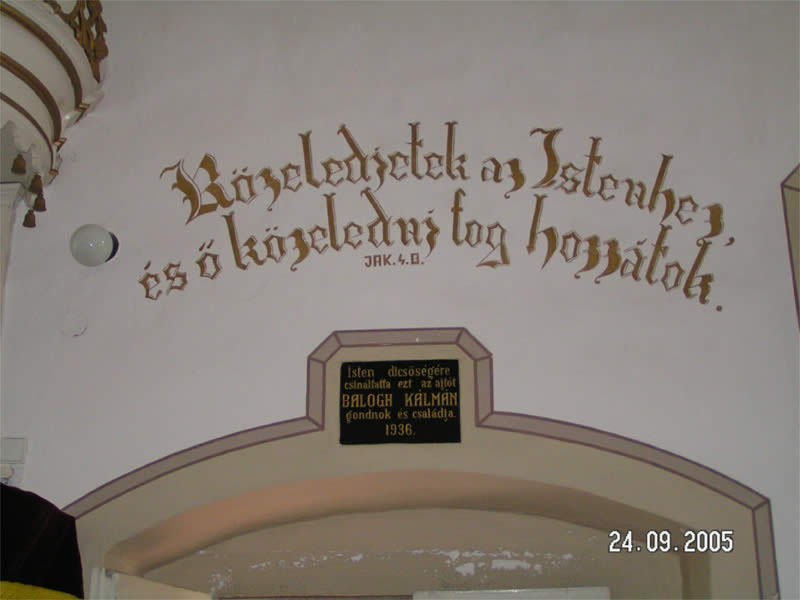 Közeledjetek az Istenhez,
és ő közeledni fog hozzátok.
JAK.4.8.
Isten dicsőségére
csináltatta ezt az ajtót
BALOGH KÁLMÁN
gondnok és családja.
1936.
24.09.2005